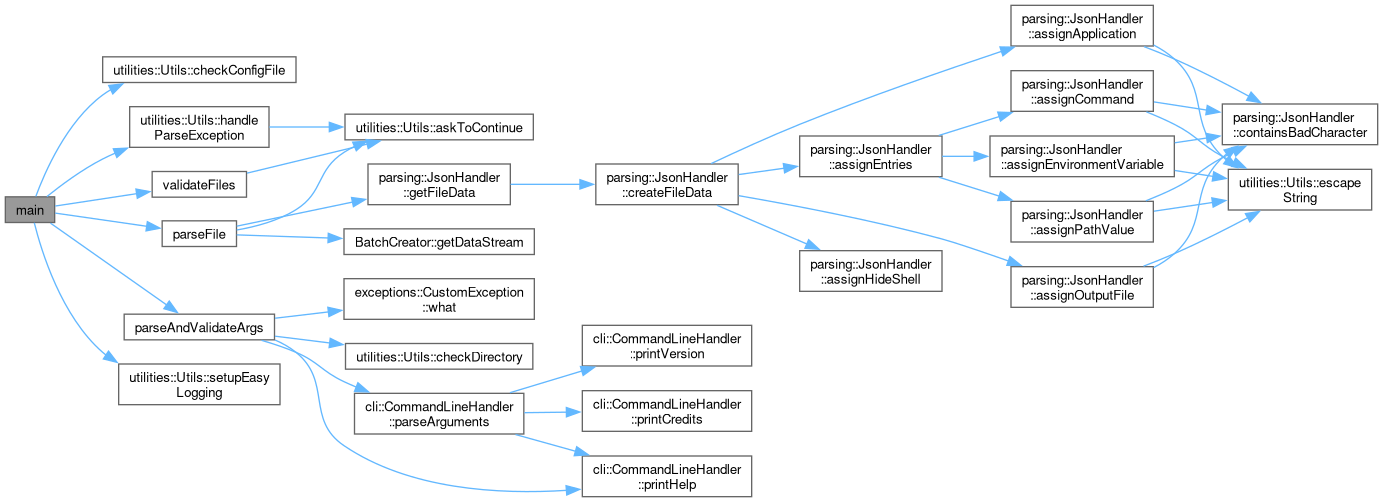 main
utilities::Utils::checkConfigFile
utilities::Utils::handle
ParseException
validateFiles
parseFile
parseAndValidateArgs
utilities::Utils::setupEasy
Logging
utilities::Utils::askToContinue
parsing::JsonHandler
::getFileData
BatchCreator::getDataStream
exceptions::CustomException
::what
utilities::Utils::checkDirectory
cli::CommandLineHandler
::parseArguments
parsing::JsonHandler
::createFileData
cli::CommandLineHandler
::printVersion
cli::CommandLineHandler
::printCredits
cli::CommandLineHandler
::printHelp
parsing::JsonHandler
::assignEntries
parsing::JsonHandler
::assignHideShell
parsing::JsonHandler
::assignApplication
parsing::JsonHandler
::assignCommand
parsing::JsonHandler
::assignEnvironmentVariable
parsing::JsonHandler
::assignPathValue
parsing::JsonHandler
::assignOutputFile
parsing::JsonHandler
::containsBadCharacter
utilities::Utils::escape
String